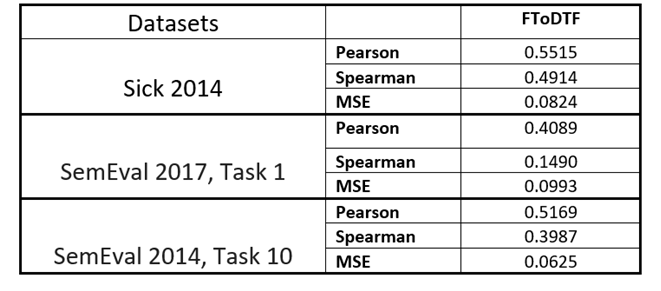 Datasets FToDTF
Sick 2014
Pearson 0.5515
Spearman 0.4914
MSE 0.0824
SemEval 2017, Task 1
Pearson 0.4089
Spearman 0.1490
MSE 0.0993
SemEval 2014, Task 10
Pearson 0.5169
Spearman 0.3987
MSE 0.0625